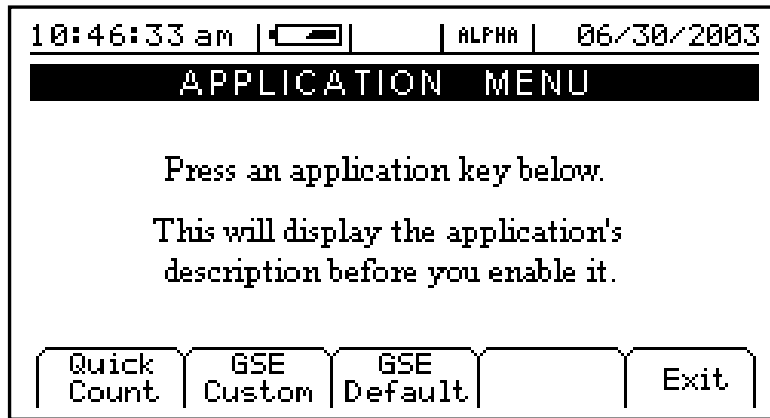 10:46:33 am ALPHA 06/30/2003
APPLICATION MENU
Press an application key below.
This will display the application's
description before you enable it.
Quick Count GSE Custom GSE Default Exit